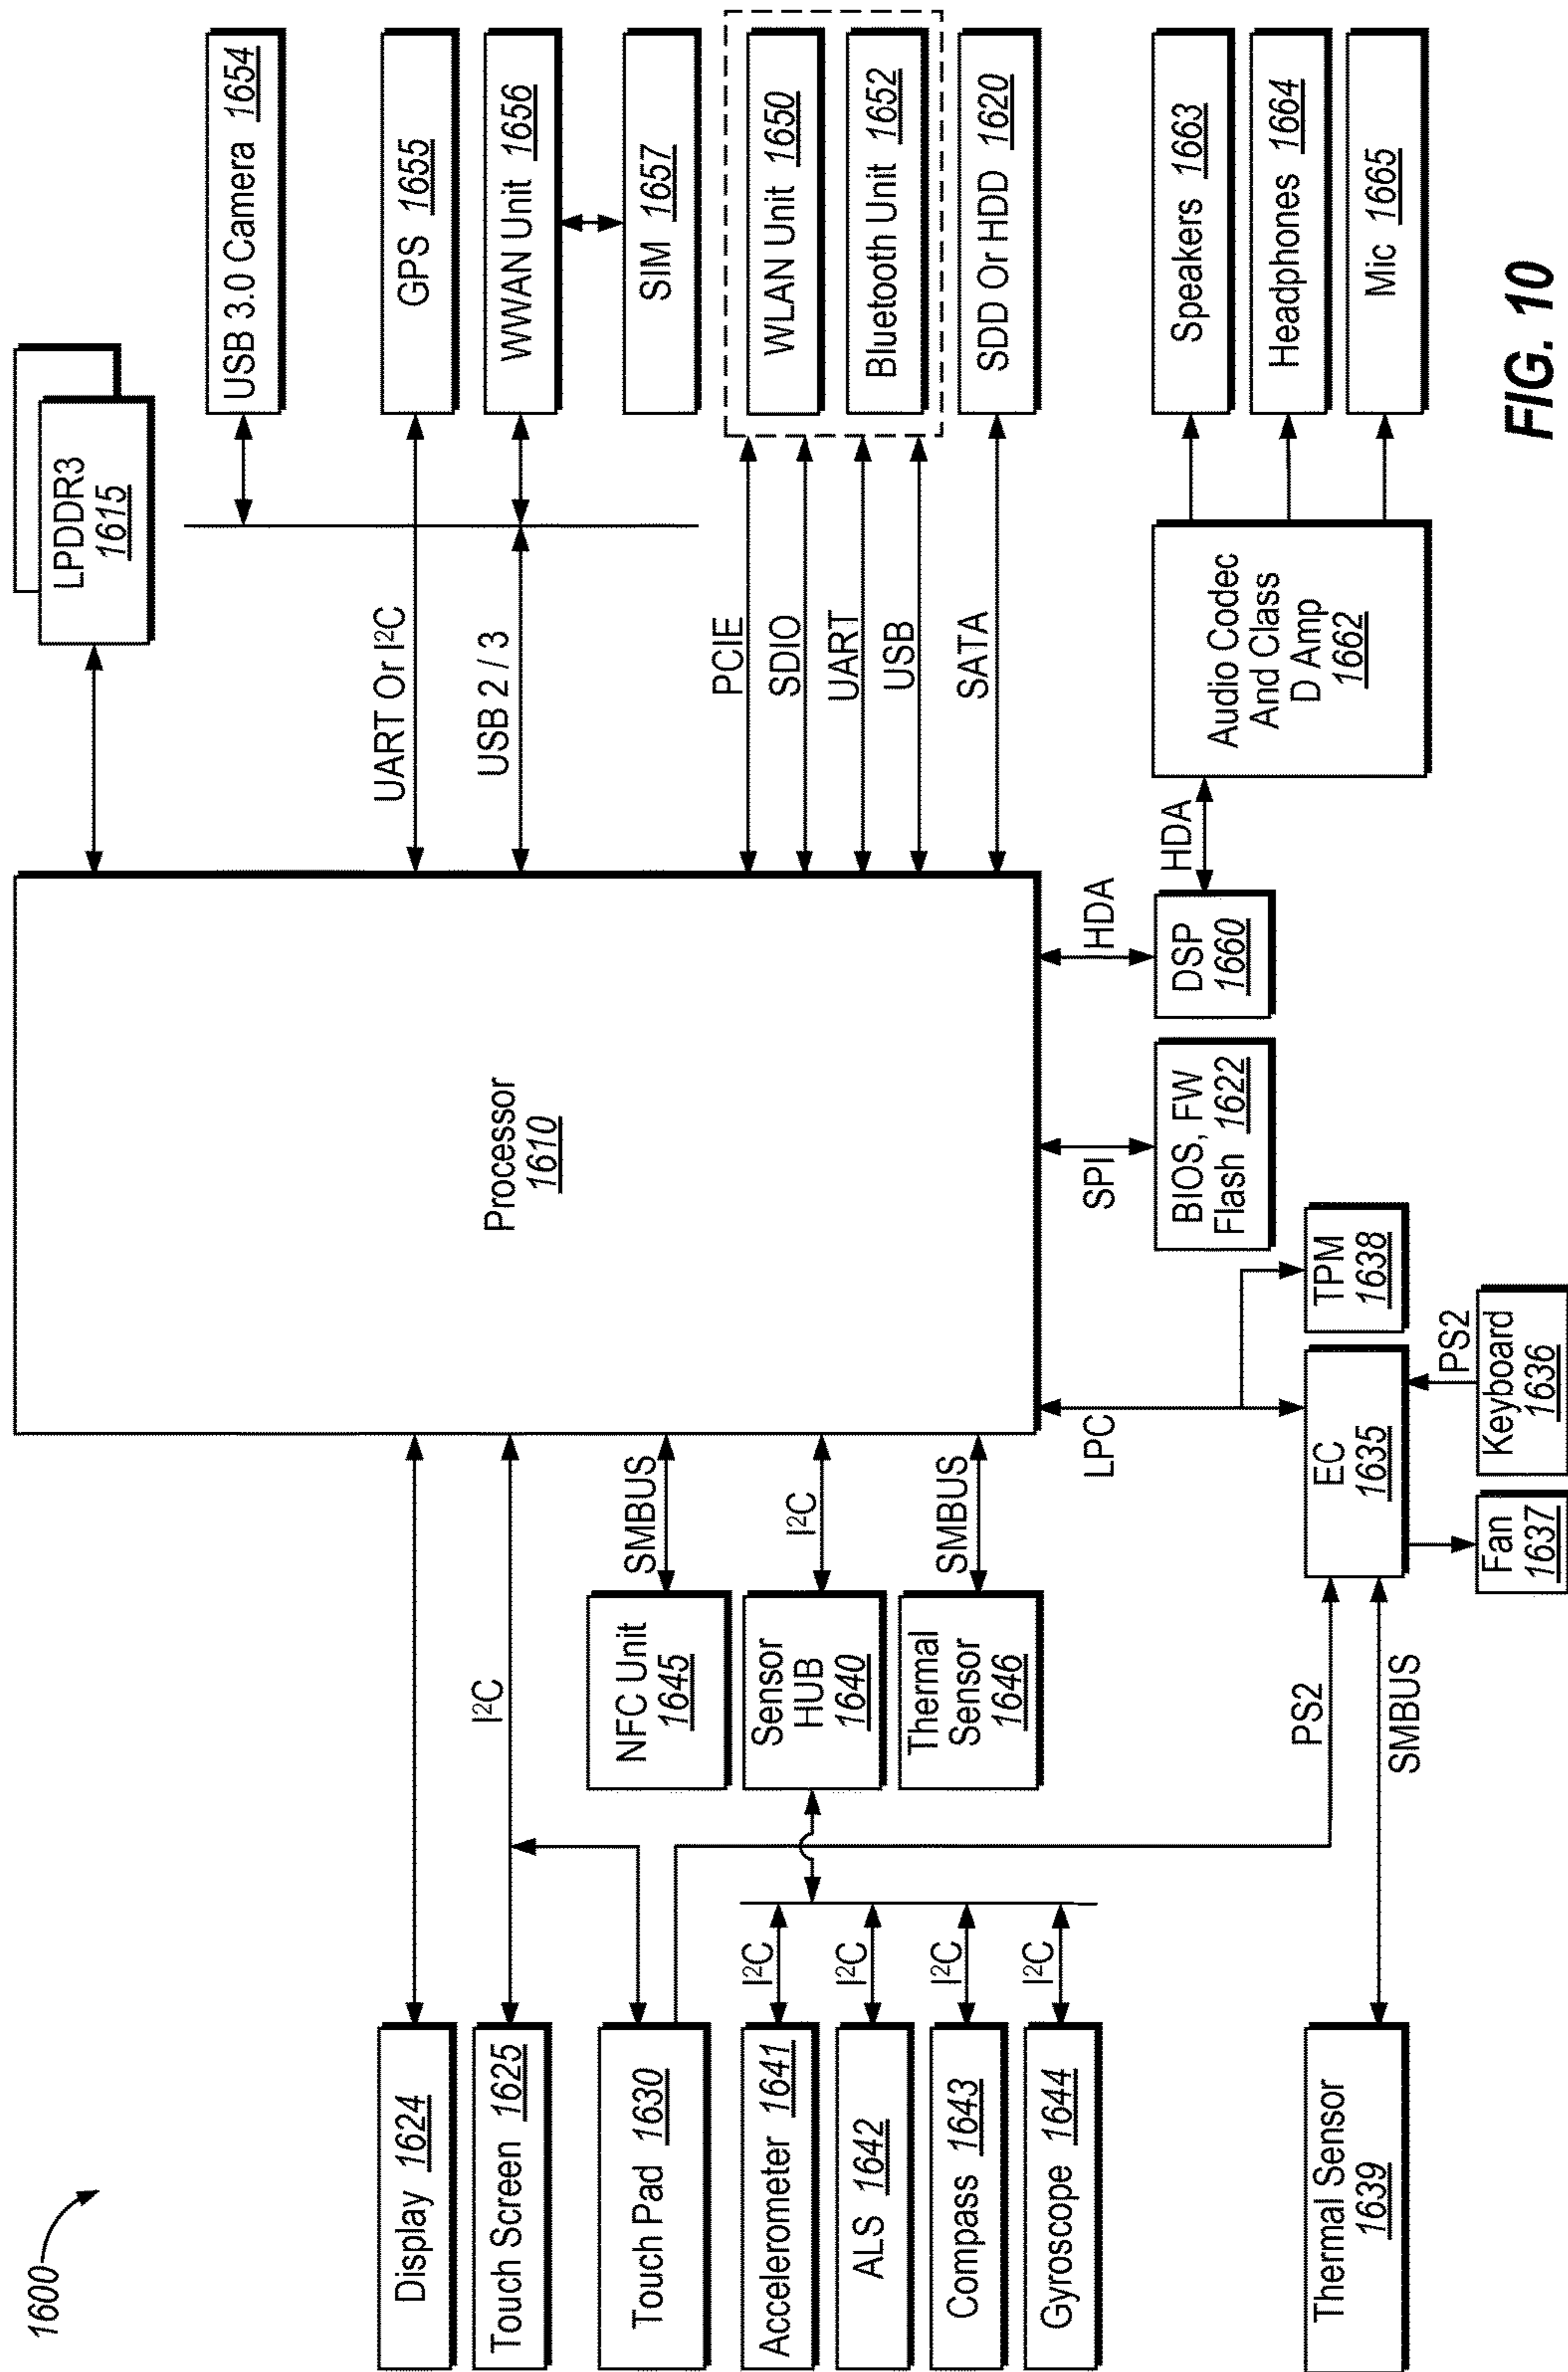 1600
LPDDR3
1615
USB 3.0 Camera 1654
Display 1624
UART Or I²C
GPS 1655
Touch Screen 1625
I²C
Processor
1610
USB 2 / 3
WWAN Unit 1656
Touch Pad 1630
NFC Unit
1645
SMBUS
SIM 1657
Accelerometer 1641
I²C
Sensor
HUB
1640
I²C
PCIE
WLAN Unit 1650
SDIO
ALS 1642
I²C
UART
Bluetooth Unit 1652
USB
Compass 1643
I²C
Thermal
Sensor
1646
SMBUS
SATA
SDD Or HDD 1620
Gyroscope 1644
I²C
LPC
SPI
HDA
HDA
BIOS, FW
Flash 1622
DSP
1660
Audio Codec
And Class
D Amp
1662
Speakers 1663
Headphones 1664
Mic 1665
Thermal Sensor
1639
PS2
SMBUS
EC
1635
TPM
1638
PS2
Fan
1637
Keyboard
1636
FIG. 10